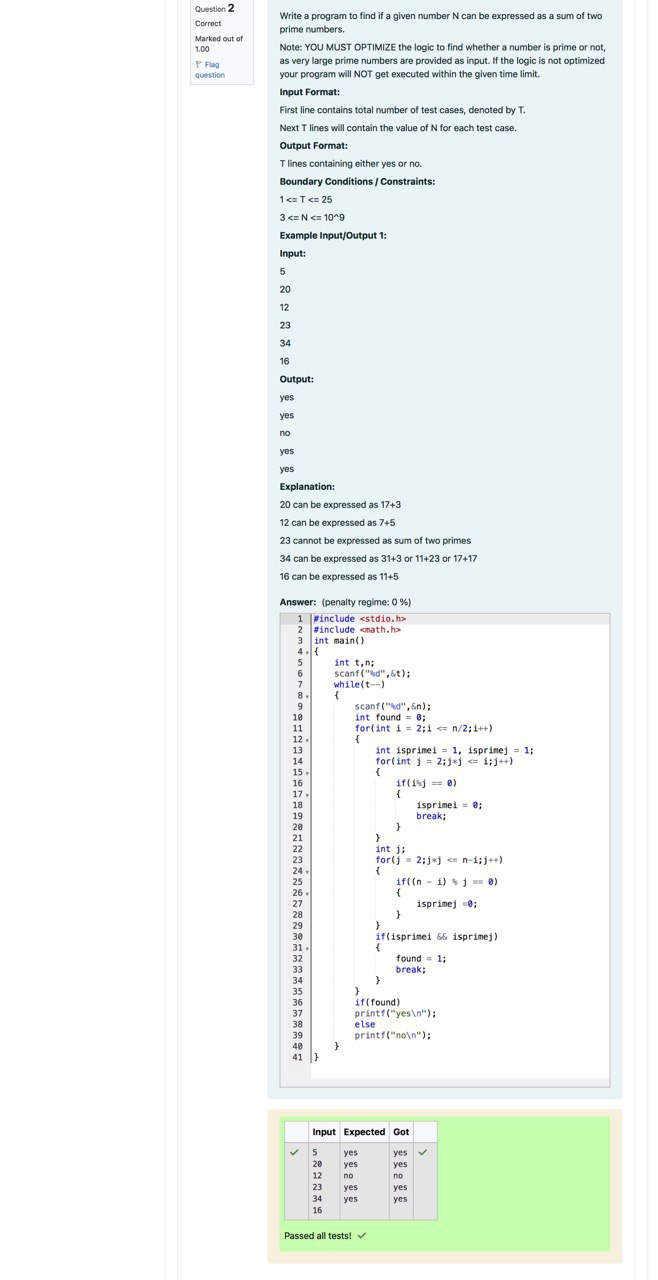 Question 2
Correct
Marked out of
1.00
Flag
question
Write a program to find if a given number N can be expressed as a sum of two
prime numbers.
Note: YOU MUST OPTIMIZE the logic to find whether a number is prime or not,
as very large prime numbers are provided as input. If the logic is not optimized
your program will NOT get executed within the given time limit.
Input Format:
First line contains total number of test cases, denoted by T.
Next T lines will contain the value of N for each test case.
Output Format:
T lines containing either yes or no.
Boundary Conditions / Constraints:
1 <= T <= 25
3 <= N <= 10^9
Example Input/Output 1:
Input:
5
20
12
23
34
16
Output:
yes
yes
no
yes
yes
Explanation:
20 can be expressed as 17+3
12 can be expressed as 7+5
23 cannot be expressed as sum of two primes
34 can be expressed as 31+3 or 11+23 or 17+17
16 can be expressed as 11+5
Answer: (penalty regime: 0 %)
1 #include <stdio.h>
2 #include <math.h>
3 int main()
4 {
5 int t,n;
6 scanf("%d",&t);
7 while(t--)
8 {
9 scanf("%d",&n);
10 int found = 0;
11 for(int i = 2;i <= n/2;i++)
12 {
13 int isprimei = 1, isprimej = 1;
14 for(int j = 2;j*j <= i;j++)
15 {
16 if(i%j == 0)
17 {
18 isprimei = 0;
19 break;
20 }
21 }
22 int j;
23 for(j = 2;j*j <= n-i;j++)
24 {
25 if((n - i) % j == 0)
26 {
27 isprimej =0;
28 }
29 }
30 if(isprimei && isprimej)
31 {
32 found = 1;
33 break;
34 }
35 }
36 if(found)
37 printf("yes\n");
38 else
39 printf("no\n");
40 }
41 }
Input Expected Got
5 yes yes
20 yes yes
12 no no
23 yes yes
34 yes yes
16
Passed all tests!